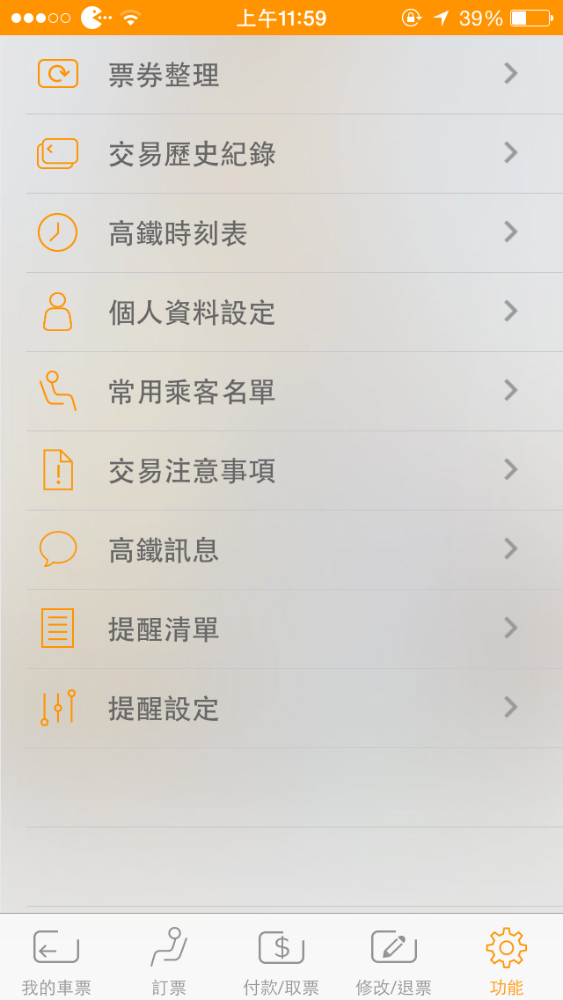 上午11:59
39%
票券整理
交易歷史紀錄
高鐵時刻表
個人資料設定
常用乘客名單
交易注意事項
高鐵訊息
提醒清單
提醒設定
$
我的車票
訂票
付款/取票
修改/退票
功能